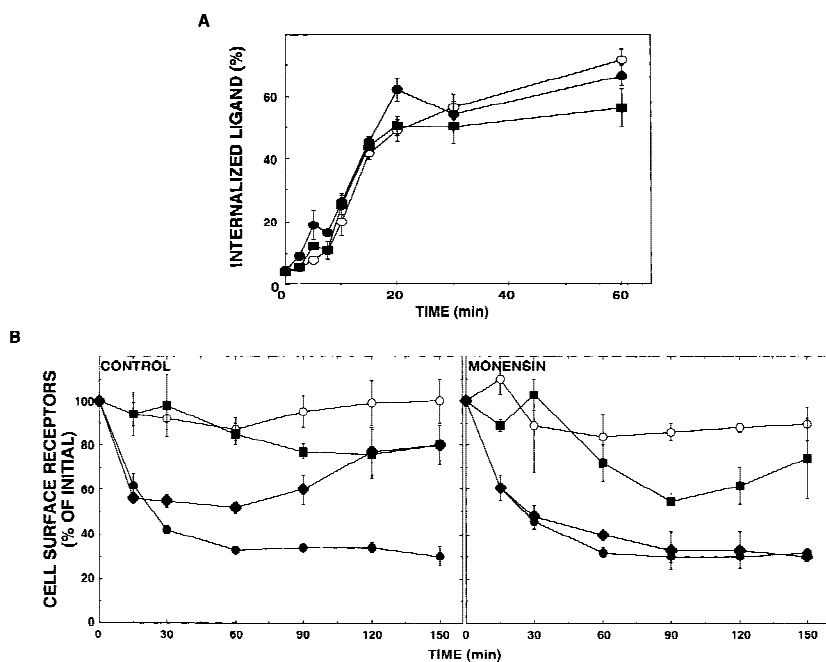 A
INTERNALIZED LIGAND (%)
60
40
20
0
0 20 40 60
TIME (min)
B
CELL SURFACE RECEPTORS
(% OF INITIAL)
CONTROL
MONENSIN
100
80
60
40
20
0
0 30 60 90 120 150
0 30 60 90 120 150
TIME (min)